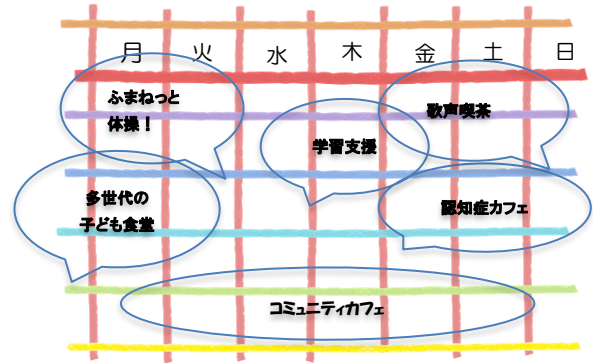 月 火 水 木 金 土 日
ふまねっと
体操！
歌声喫茶
学習支援
多世代の
子ども食堂
認知症カフェ
コミュニティカフェ